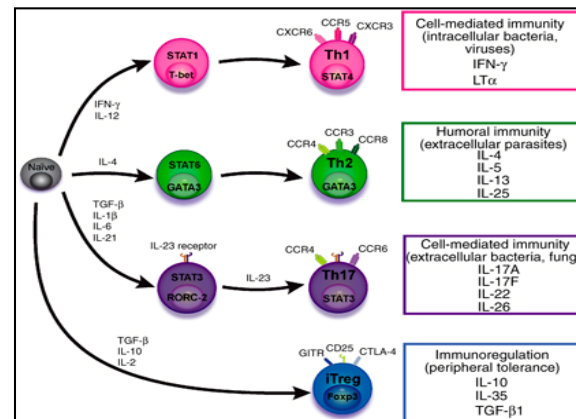 CXCR6
CCR5
CXCR3
STAT1
T-bet
Th1
STAT4
Cell-mediated immunity
(intracellular bacteria,
viruses)
IFN-γ
LTα
IFN-γ
IL-12
Naïve
IL-4
STAT6
GATA3
CCR4
CCR3
CCR8
Th2
GATA3
Humoral immunity
(extracellular parasites)
IL-4
IL-5
IL-13
IL-25
TGF-β
IL-1β
IL-6
IL-21
IL-23 receptor
STAT3
RORC-2
IL-23
CCR4
CCR6
Th17
STAT3
Cell-mediated immunity
(extracellular bacteria, fung
IL-17A
IL-17F
IL-22
IL-26
TGF-β
IL-10
IL-2
GITR
CD25
CTLA-4
iTreg
Foxp3
Immunoregulation
(peripheral tolerance)
IL-10
IL-35
TGF-β1